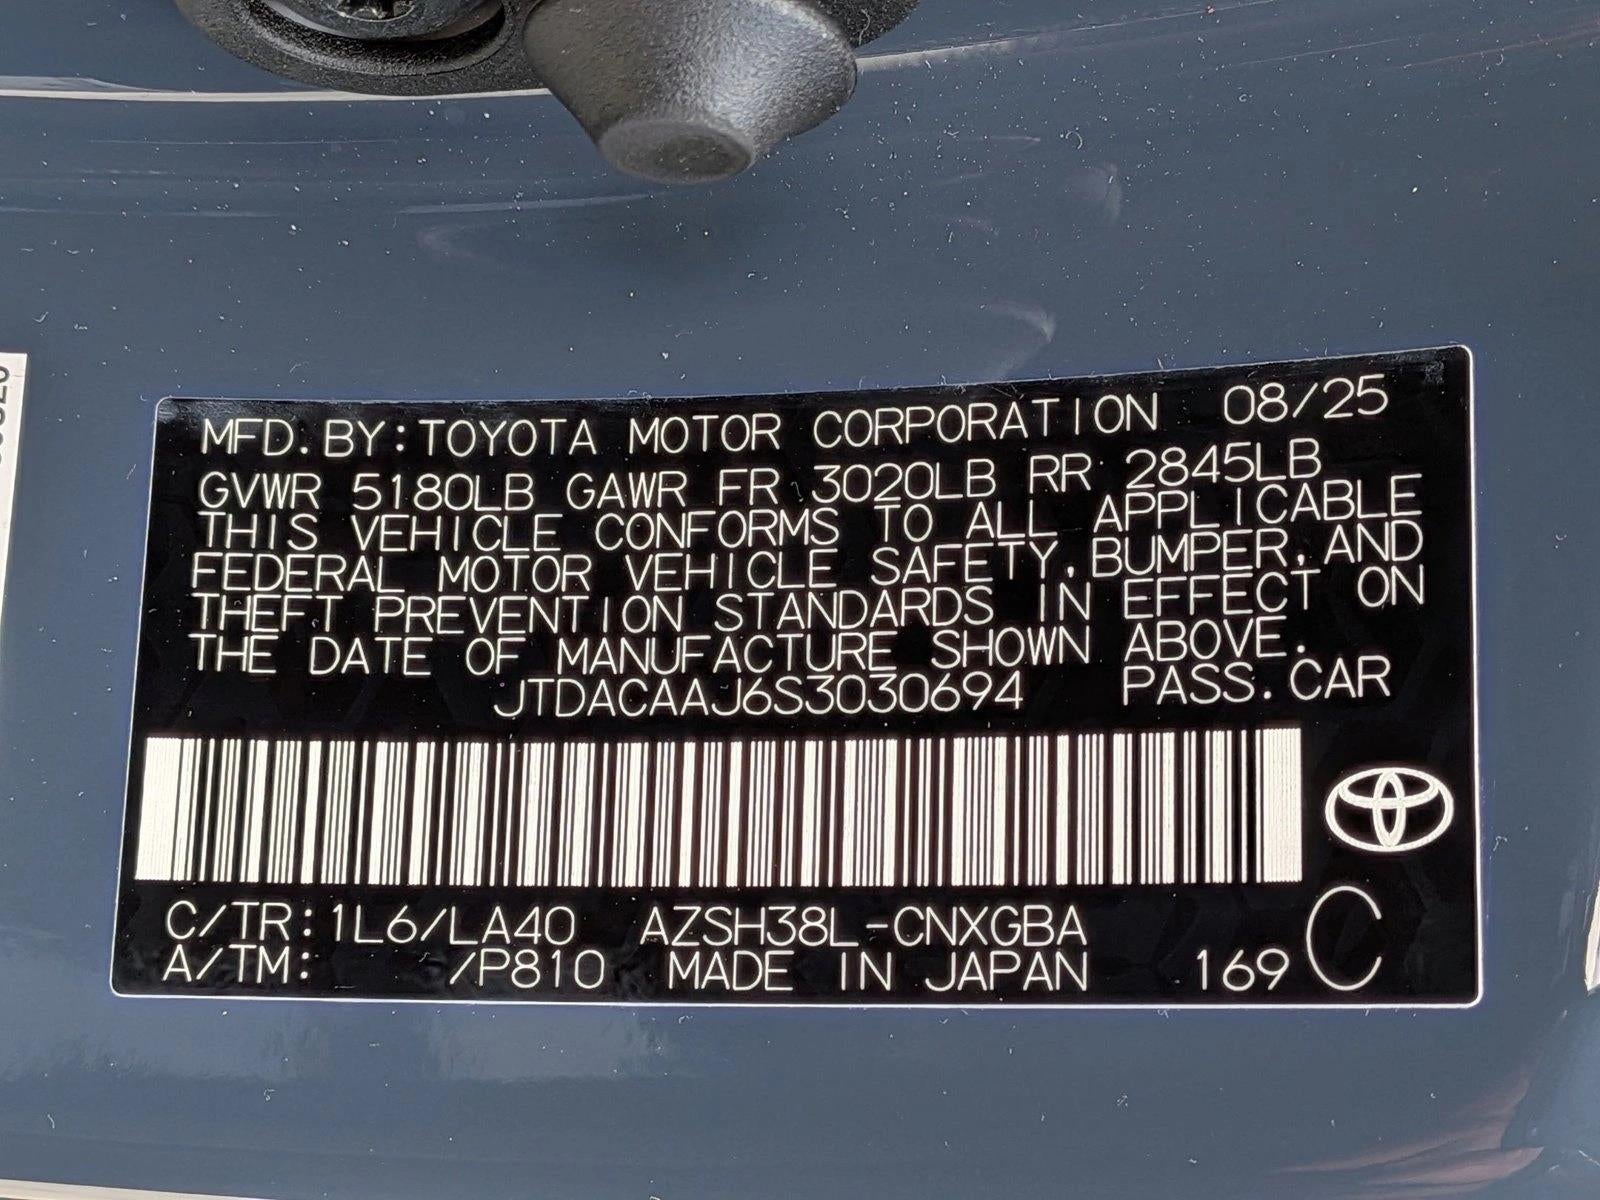 MFD.BY:TOYOTA MOTOR CORPORATION 08/25
GVWR 5180LB GAWR FR 3020LB RR 2845LB
THIS VEHICLE CONFORMS TO ALL APPLICABLE
FEDERAL MOTOR VEHICLE SAFETY,BUMPER,AND
THEFT PREVENTION STANDARDS IN EFFECT ON
THE DATE OF MANUFACTURE SHOWN ABOVE.
JTDACAAJ6S3030694 PASS.CAR
C/TR:1L6/LA40 AZSH38L-CNXGBA C
A/TM: /P810 MADE IN JAPAN 169